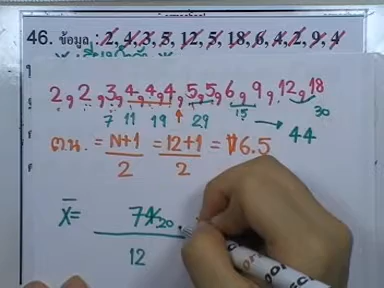 46. ข้อมูล : 2, 4, 3, 5, 12, 5, 18, 6, 4, 2, 9, 4
2, 2, 3, 4, 4, 4, 5, 5, 6, 9, 12, 18
7 11 19 29 15 30
44
ต.น. = N+1/2 = 12+1/2 = 6.5
X̄ = 74 20
12